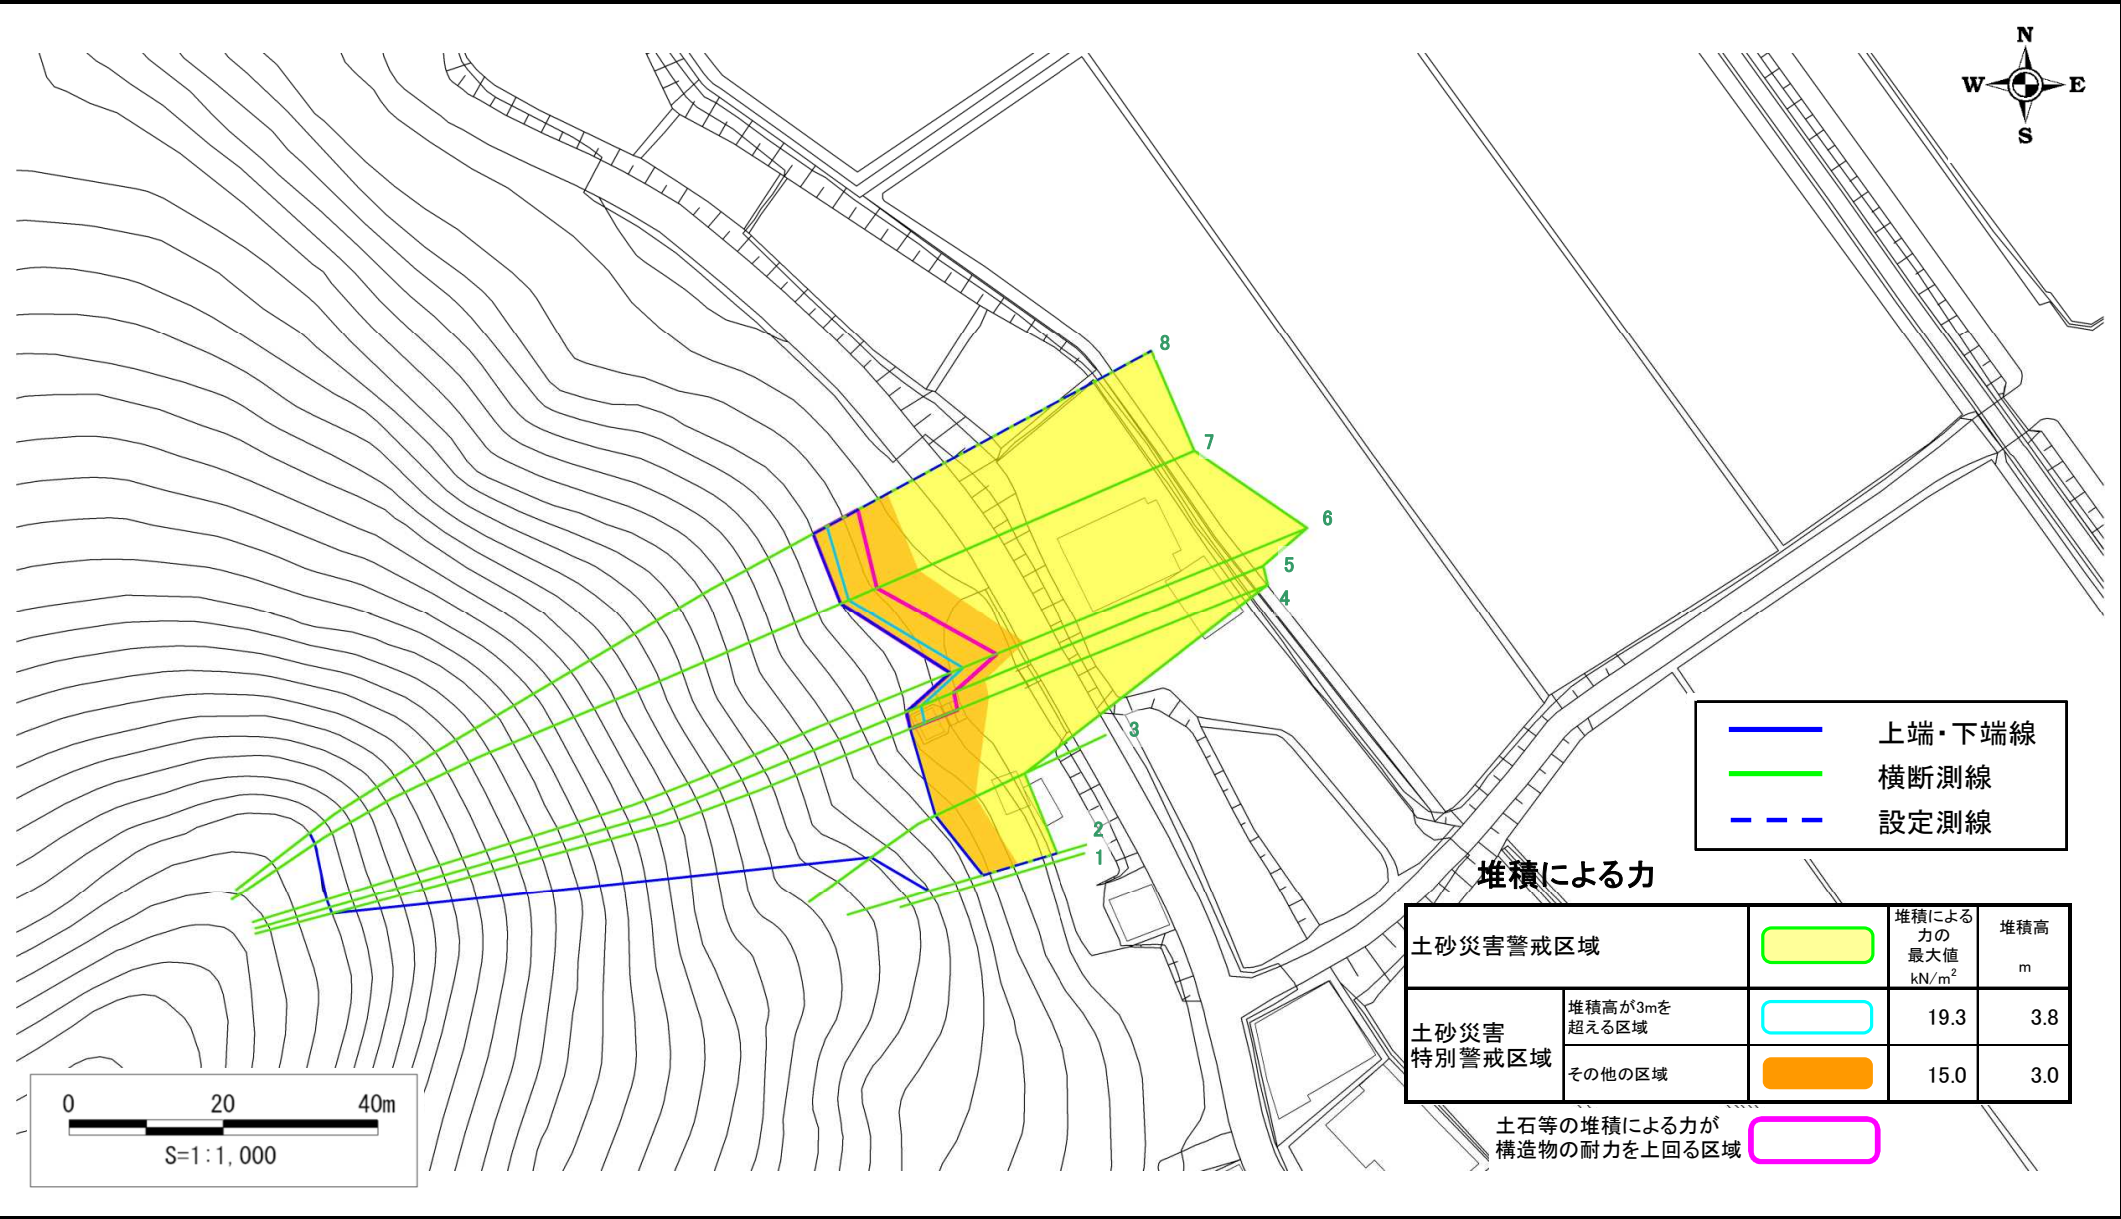 N
W E
S
8
7
6
5
4
3
2
1
上端・下端線
横断測線
設定測線
堆積による力
土砂災害警戒区域
堆積による
力の
最大値
kN/m²
堆積高
m
土砂災害
特別警戒区域
堆積高が3mを
超える区域
19.3 3.8
その他の区域
15.0 3.0
土石等の堆積による力が
構造物の耐力を上回る区域
0 20 40m
S=1:1,000